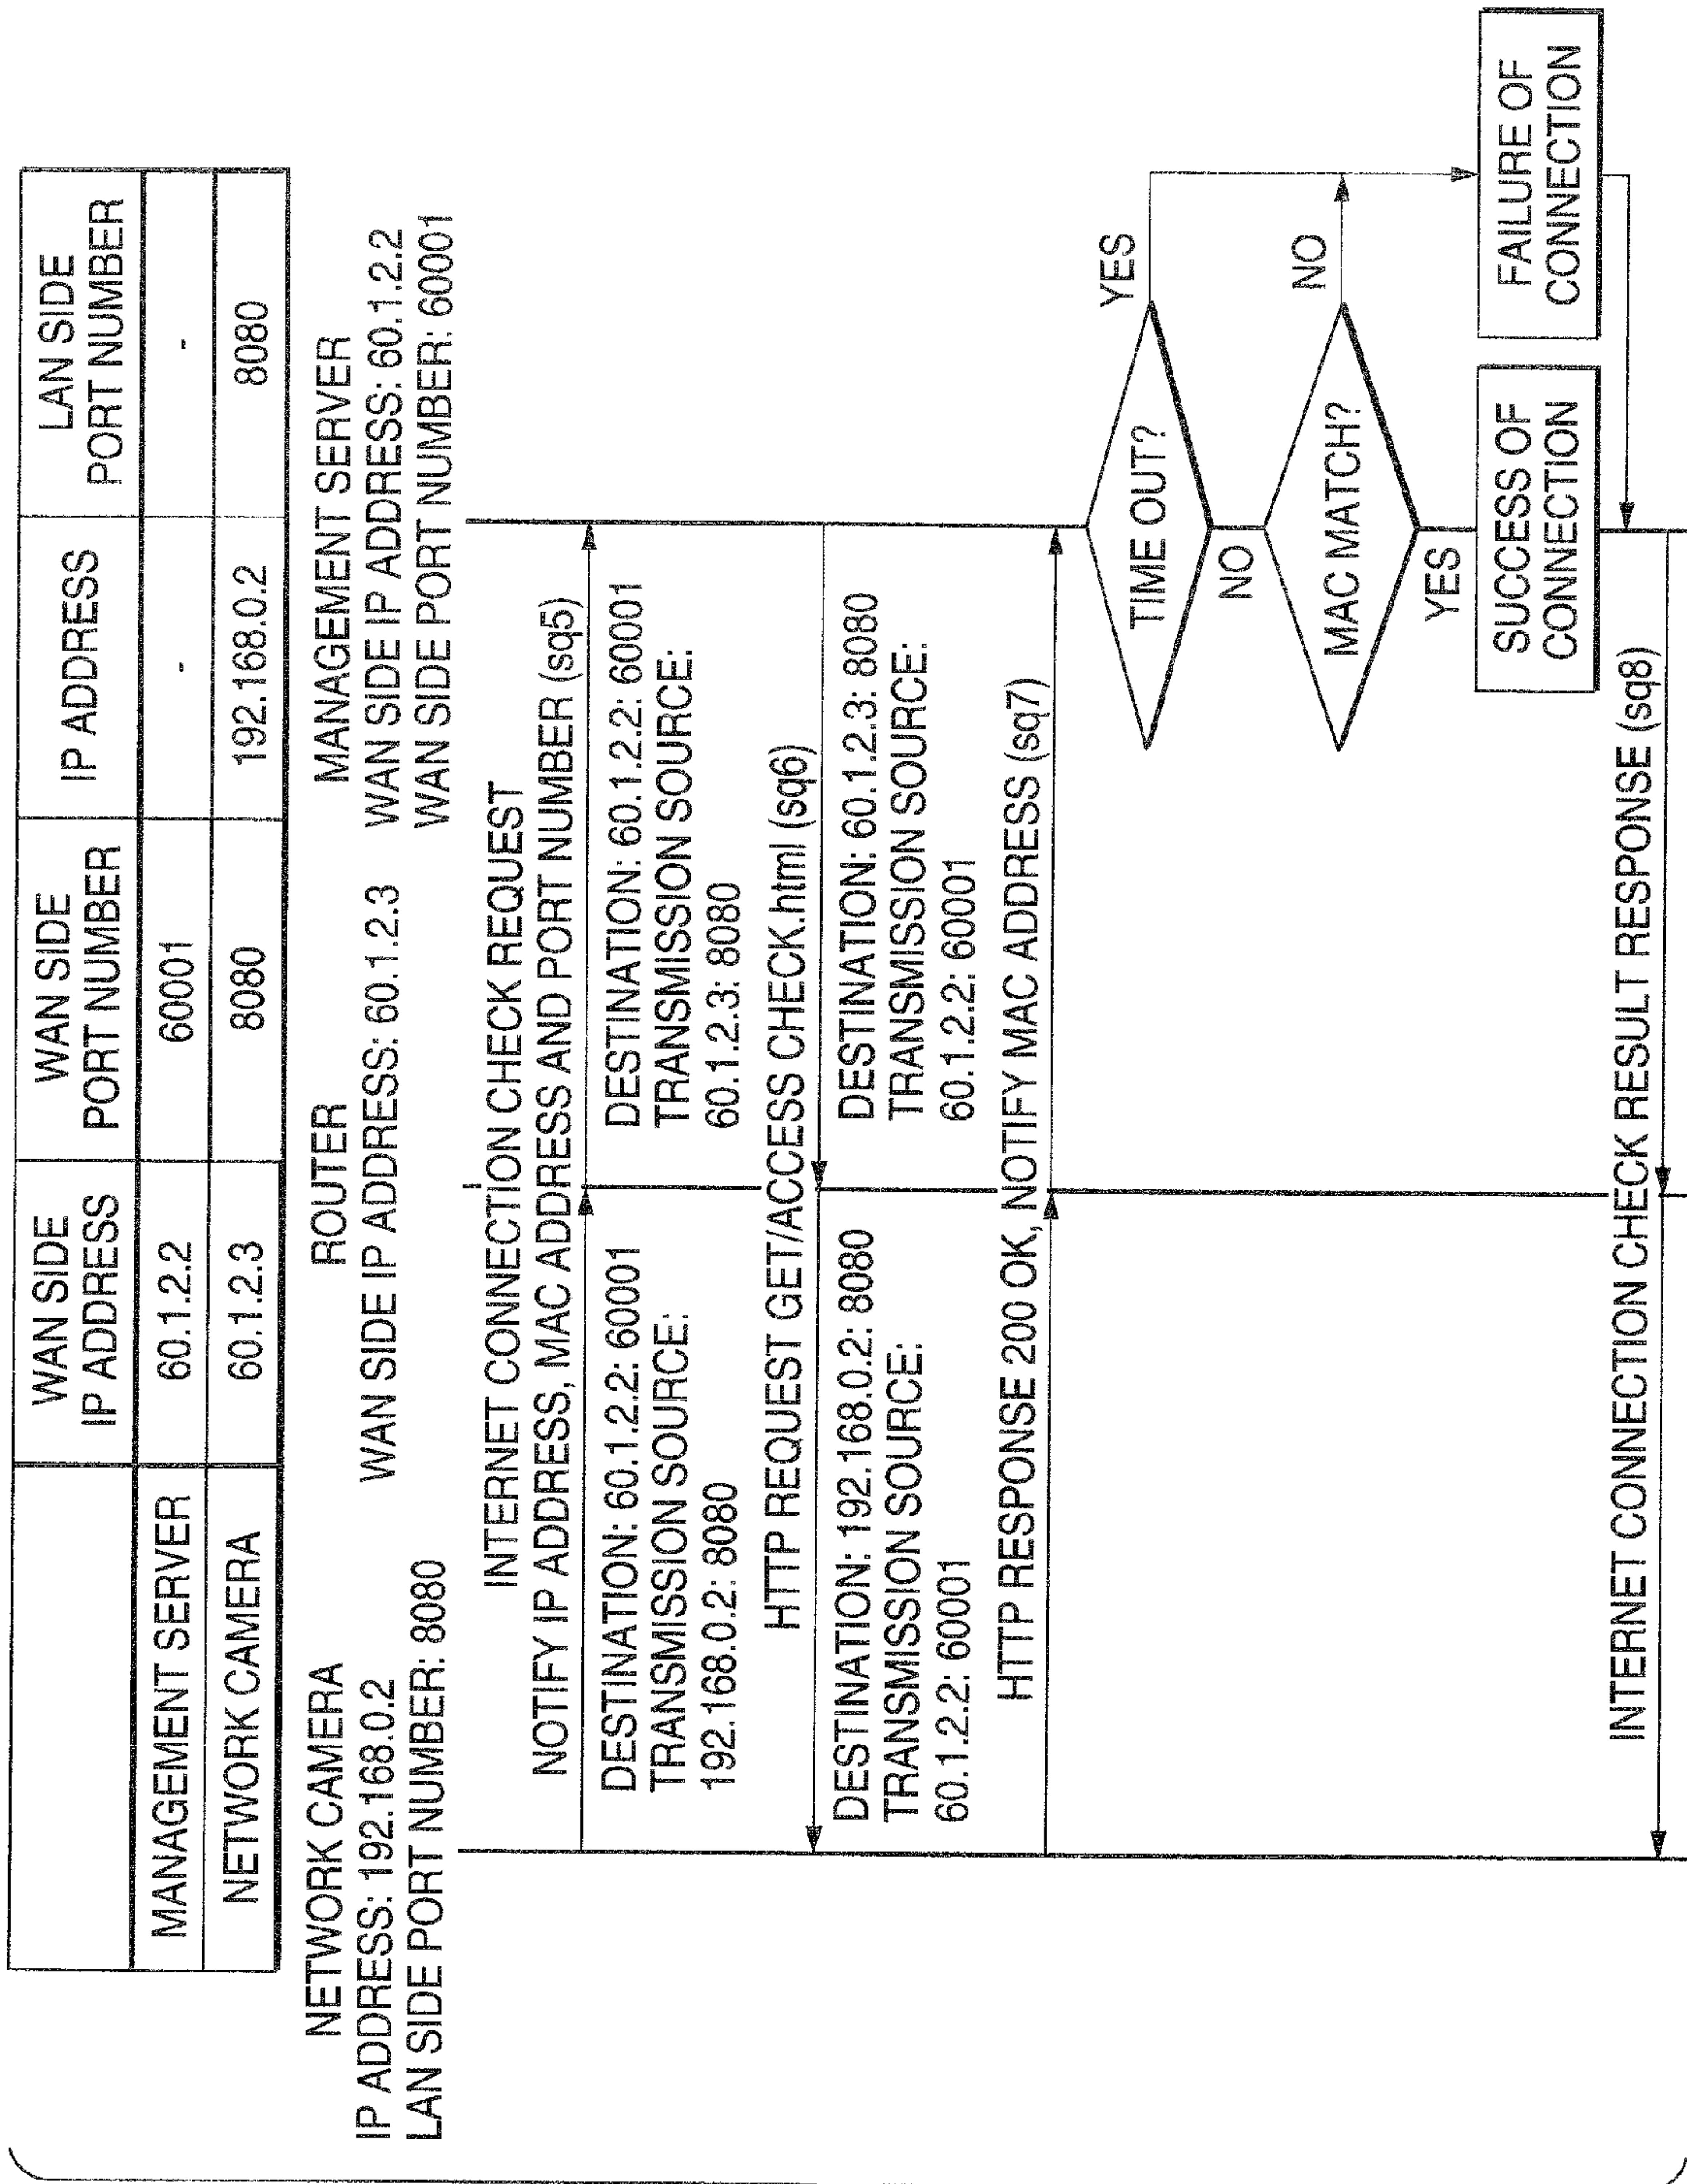 WAN SIDE
IP ADDRESS
WAN SIDE
PORT NUMBER
IP ADDRESS
LAN SIDE
PORT NUMBER
MANAGEMENT SERVER
60.1.2.2
60001
-
-
NETWORK CAMERA
60.1.2.3
8080
192.168.0.2
8080
NETWORK CAMERA
IP ADDRESS: 192.168.0.2
LAN SIDE PORT NUMBER: 8080
ROUTER
WAN SIDE IP ADDRESS: 60.1.2.3
MANAGEMENT SERVER
WAN SIDE IP ADDRESS: 60.1.2.2
WAN SIDE PORT NUMBER: 60001
INTERNET CONNECTION CHECK REQUEST
NOTIFY IP ADDRESS, MAC ADDRESS AND PORT NUMBER (sq5)
DESTINATION: 60.1.2.2: 60001
TRANSMISSION SOURCE:
192.168.0.2: 8080
DESTINATION: 60.1.2.2: 60001
TRANSMISSION SOURCE:
60.1.2.3: 8080
HTTP REQUEST GET/ACCESS CHECK.html (sq6)
DESTINATION: 192.168.0.2: 8080
TRANSMISSION SOURCE:
60.1.2.2: 60001
DESTINATION: 60.1.2.3: 8080
TRANSMISSION SOURCE:
60.1.2.2: 60001
HTTP RESPONSE 200 OK, NOTIFY MAC ADDRESS (sq7)
TIME OUT?
YES
NO
MAC MATCH?
NO
YES
SUCCESS OF
CONNECTION
FAILURE OF
CONNECTION
INTERNET CONNECTION CHECK RESULT RESPONSE (sq8)